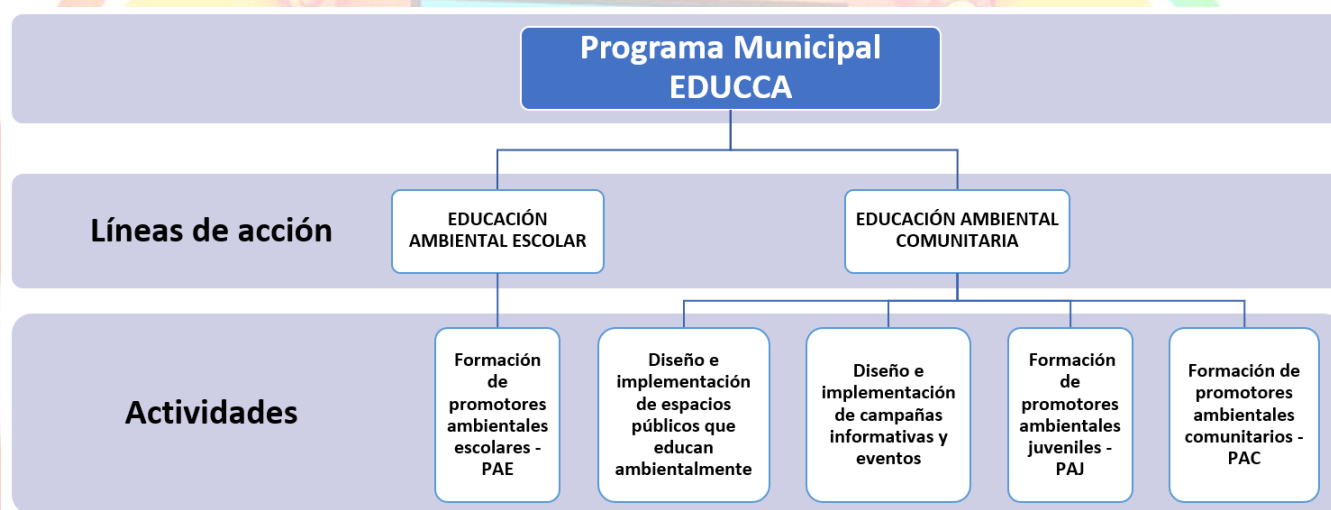 Programa Municipal
EDUCCA
Líneas de acción
EDUCACIÓN
AMBIENTAL ESCOLAR
EDUCACIÓN AMBIENTAL
COMUNITARIA
Actividades
Formación
de
promotores
ambientales
escolares -
PAE
Diseño e
implementación
de espacios
públicos que
educan
ambientalmente
Diseño e
implementación
de campañas
informativas y
eventos
Formación
de
promotores
ambientales
juveniles - PAJ
Formación de
promotores
ambientales
comunitarios -
PAC